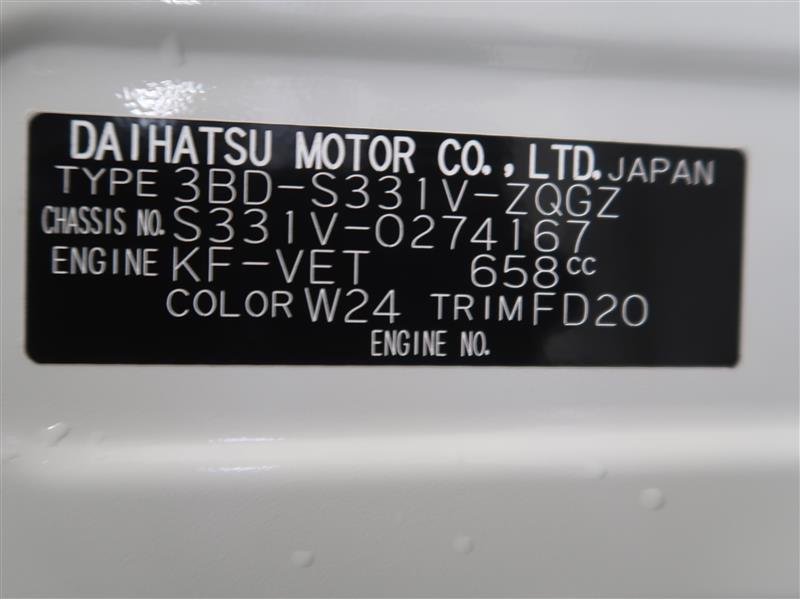 DAIHATSU MOTOR CO., LTD. JAPAN
TYPE 3BD-S331V-ZQGZ
CHASSIS NO. S331V-0274167
ENGINE KF-VET 658cc
COLOR W24 TRIM FD20
ENGINE NO.